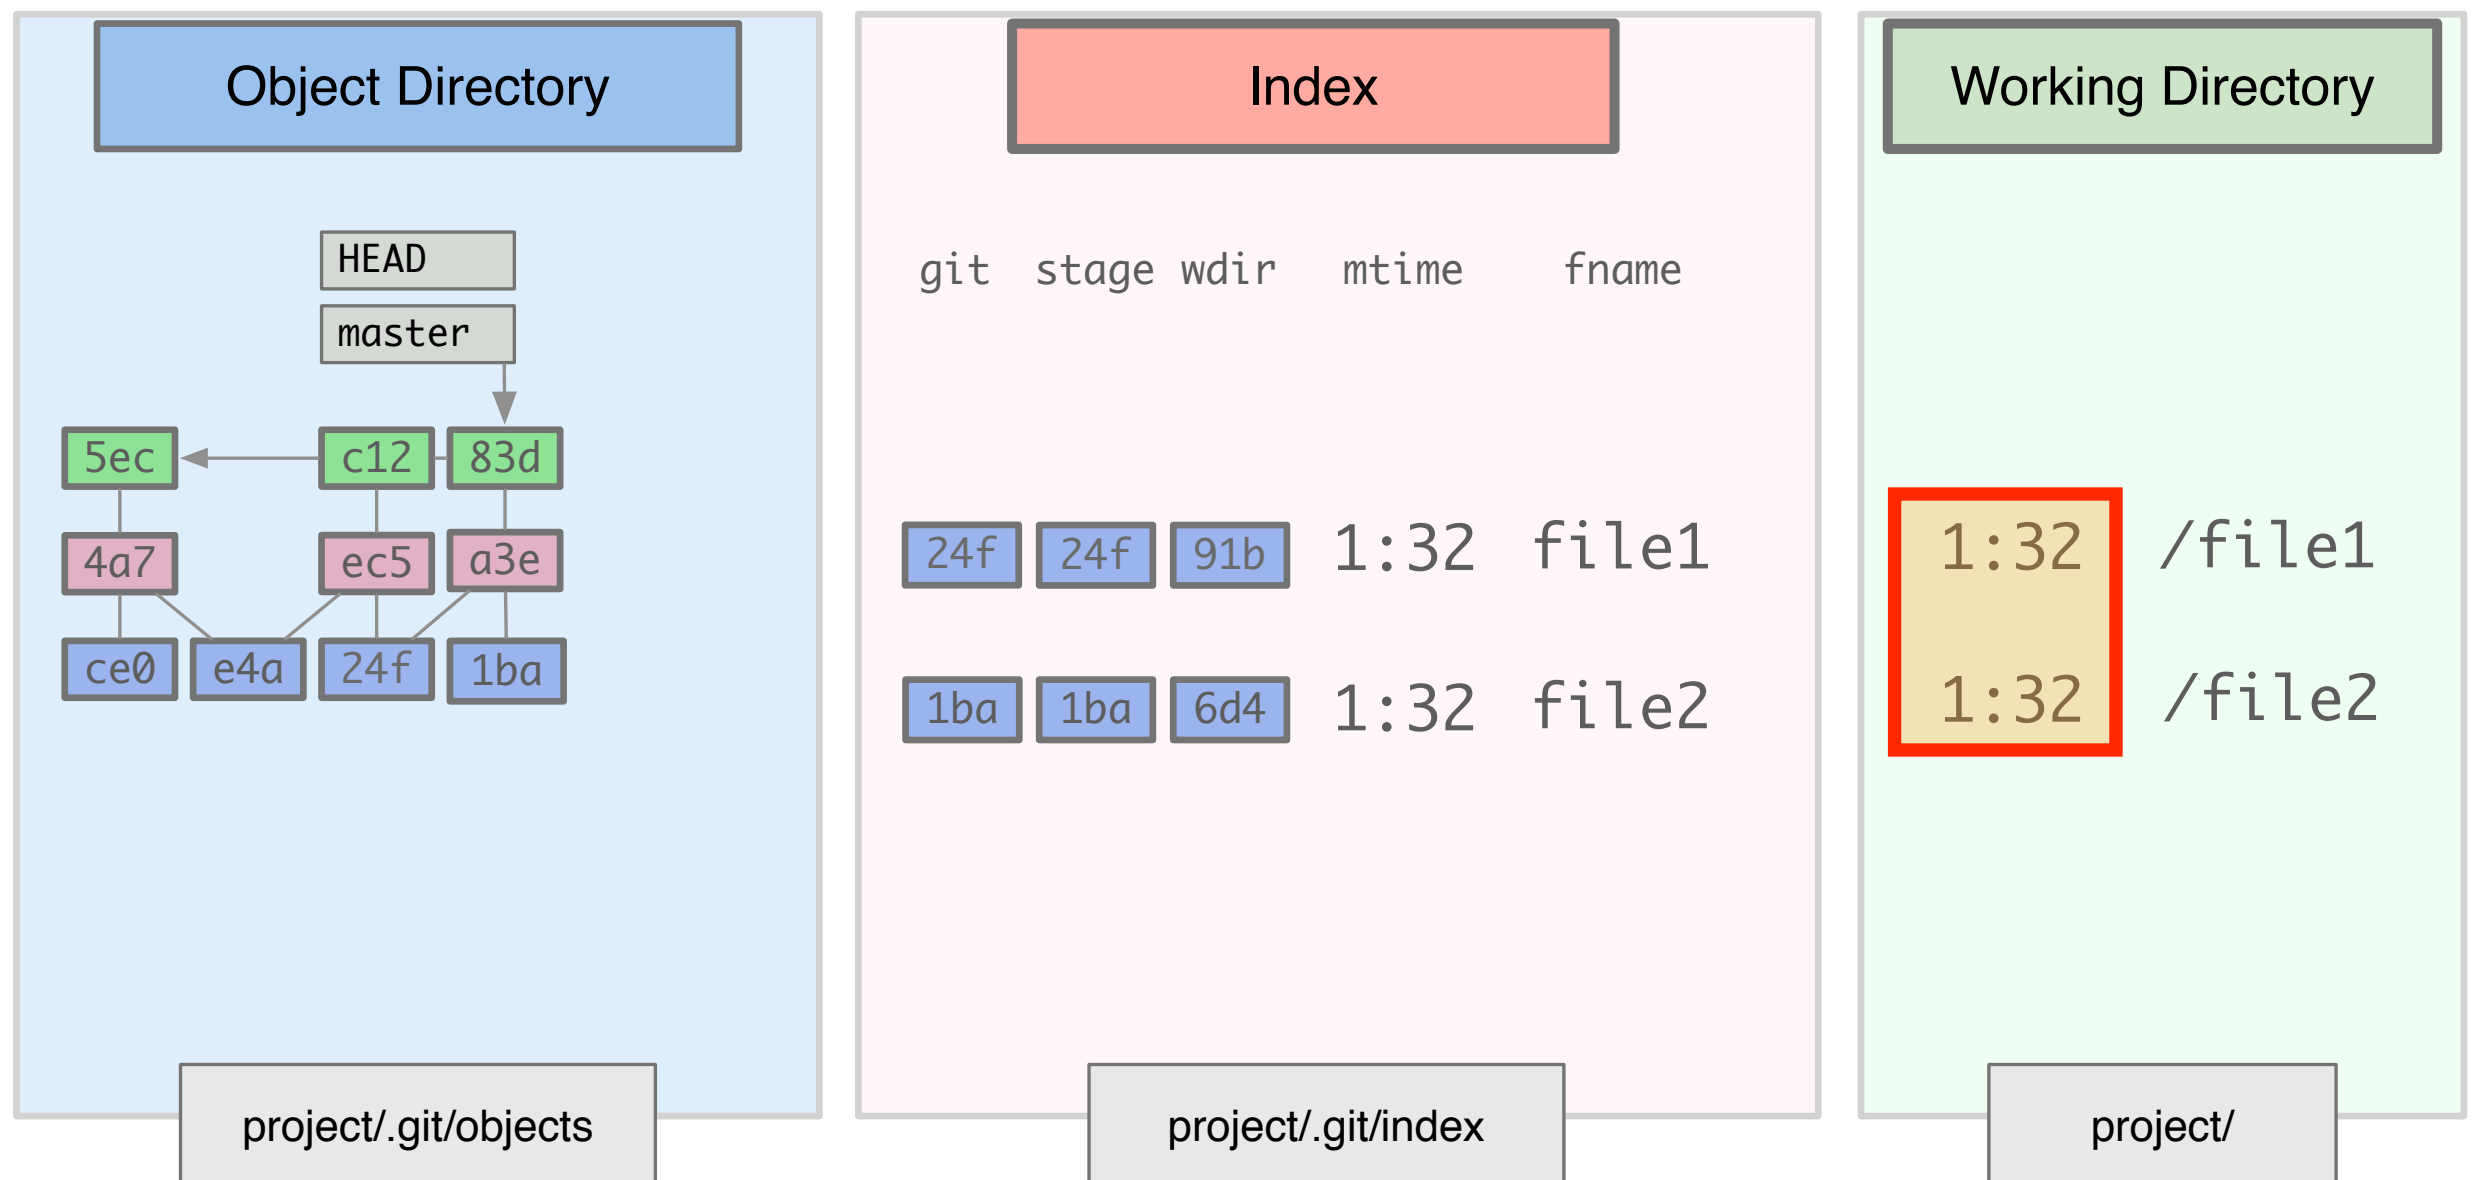 Object Directory
HEAD
master
5ec c12 83d
4a7 ec5 a3e
ce0 e4a 24f 1ba
project/.git/objects
Index
git stage wdir mtime fname
24f 24f 91b 1:32 file1
1ba 1ba 6d4 1:32 file2
project/.git/index
Working Directory
1:32 /file1
1:32 /file2
project/